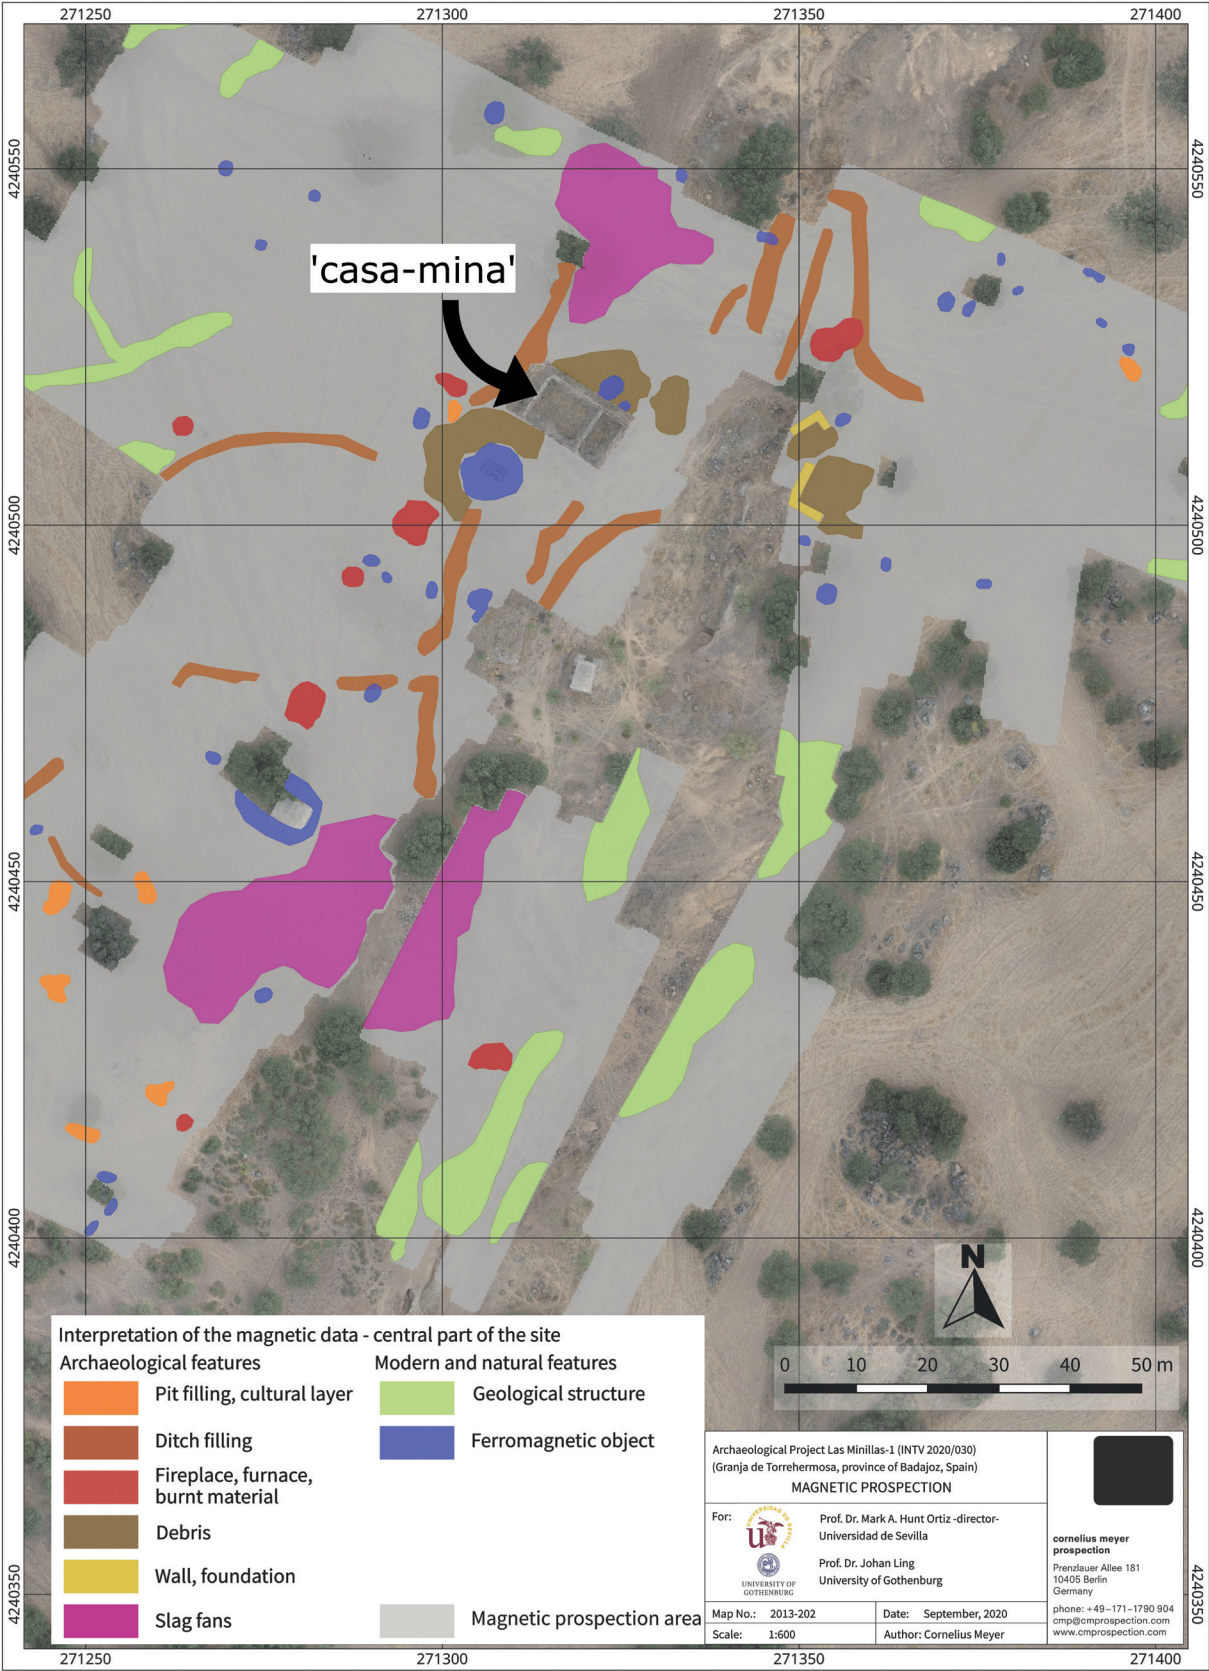 271250 271300 271350 271400
4240550 4240550
'casa-mina'
4240500 4240500
4240450 4240450
4240400 4240400
N
0 10 20 30 40 50 m
Interpretation of the magnetic data - central part of the site
Archaeological features Modern and natural features
Pit filling, cultural layer Geological structure
Ditch filling Ferromagnetic object
Fireplace, furnace,
burnt material
Debris
Wall, foundation
Slag fans Magnetic prospection area
Archaeological Project Las Minillas-1 (INTV 2020/030)
(Granja de Torrehermosa, province of Badajoz, Spain)
MAGNETIC PROSPECTION
For:
UNIVERSIDAD DE SEVILLA
Prof. Dr. Mark A. Hunt Ortiz -director-
Universidad de Sevilla
UNIVERSITY OF
GOTHENBURG
Prof. Dr. Johan Ling
University of Gothenburg
Map No.: 2013-202 Date: September, 2020
Scale: 1:600 Author: Cornelius Meyer
cornelius meyer
prospection
Prenzlauer Allee 181
10405 Berlin
Germany
phone: +49-171-1790 904
cmp@cmprospection.com
www.cmprospection.com
4240350 4240350
271250 271300 271350 271400